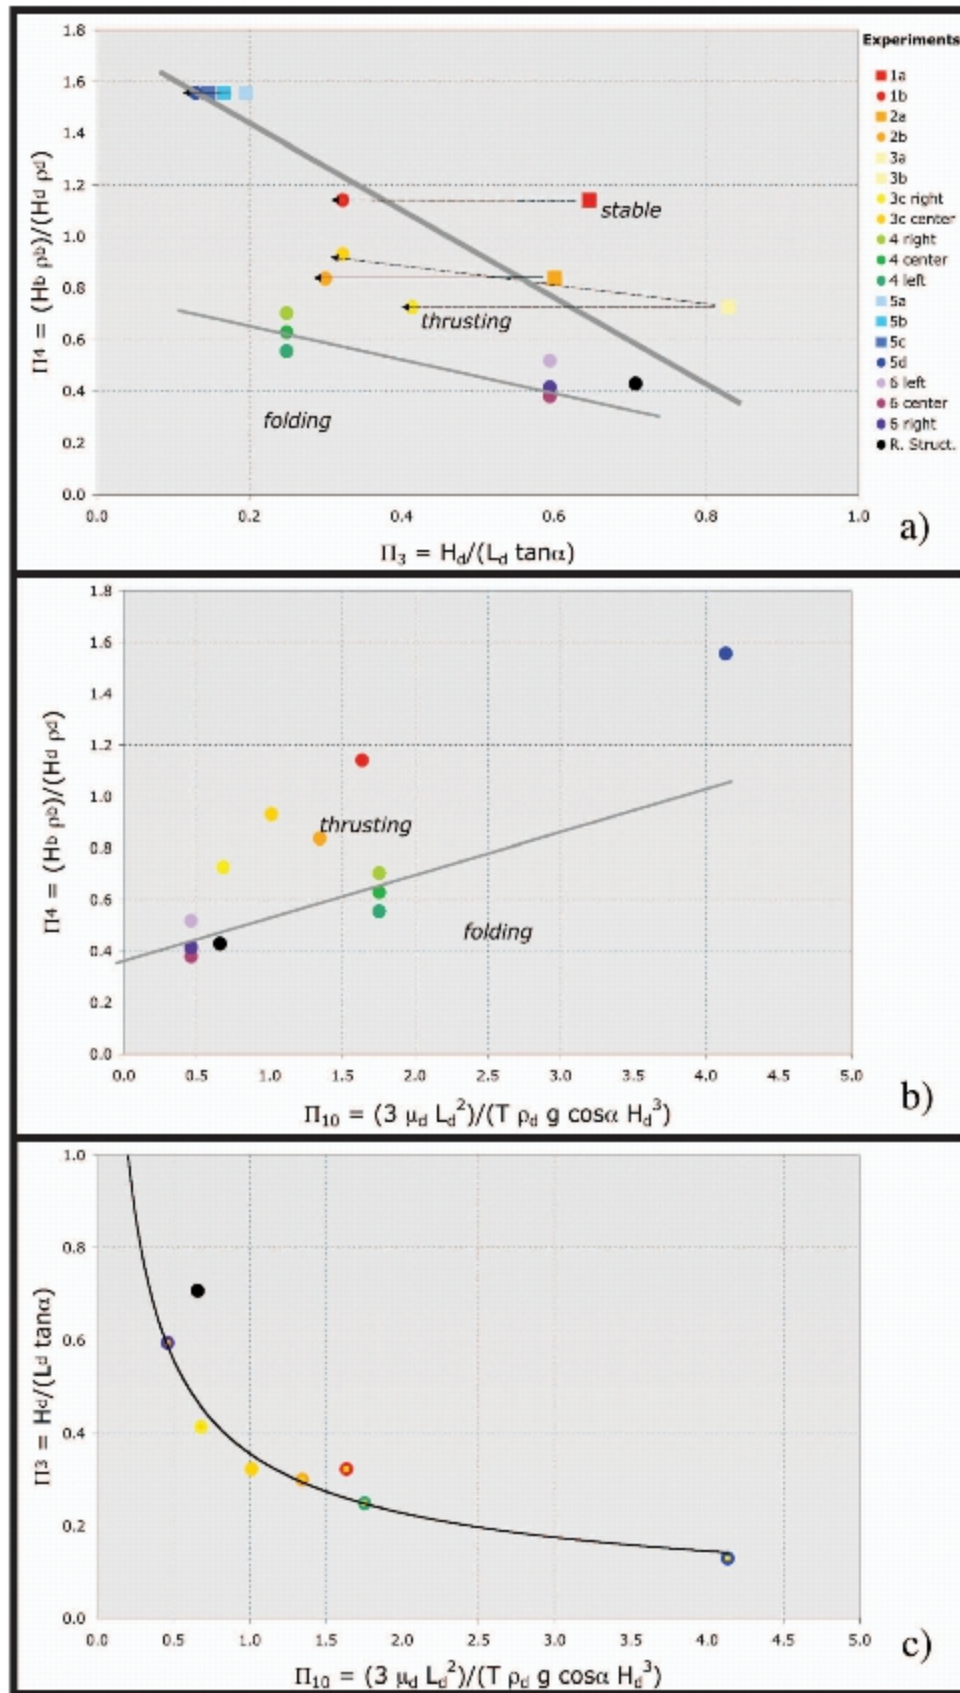 1.8
1.6
1.4
1.2
1.0
0.8
0.6
0.4
0.2
0.0
Π4 = (Hb ρb)/(Hd ρd)
stable
thrusting
folding
0.0 0.2 0.4 0.6 0.8 1.0
Π3 = Hd/(Ld tanα)
a)
Experiments
1a
1b
2a
2b
3a
3b
3c right
3c center
4 right
4 center
4 left
5a
5b
5c
5d
6 left
6 center
6 right
R. Struct.
1.8
1.6
1.4
1.2
1.0
0.8
0.6
0.4
0.2
0.0
Π4 = (Hb ρb)/(Hd ρd)
thrusting
folding
0.0 0.5 1.0 1.5 2.0 2.5 3.0 3.5 4.0 4.5 5.0
Π10 = (3 μd Ld²)/(T ρd g cosα Hd³)
b)
1.0
0.8
0.6
0.4
0.2
0.0
Π3 = Hd/(Ld tanα)
0.0 0.5 1.0 1.5 2.0 2.5 3.0 3.5 4.0 4.5 5.0
Π10 = (3 μd Ld²)/(T ρd g cosα Hd³)
c)